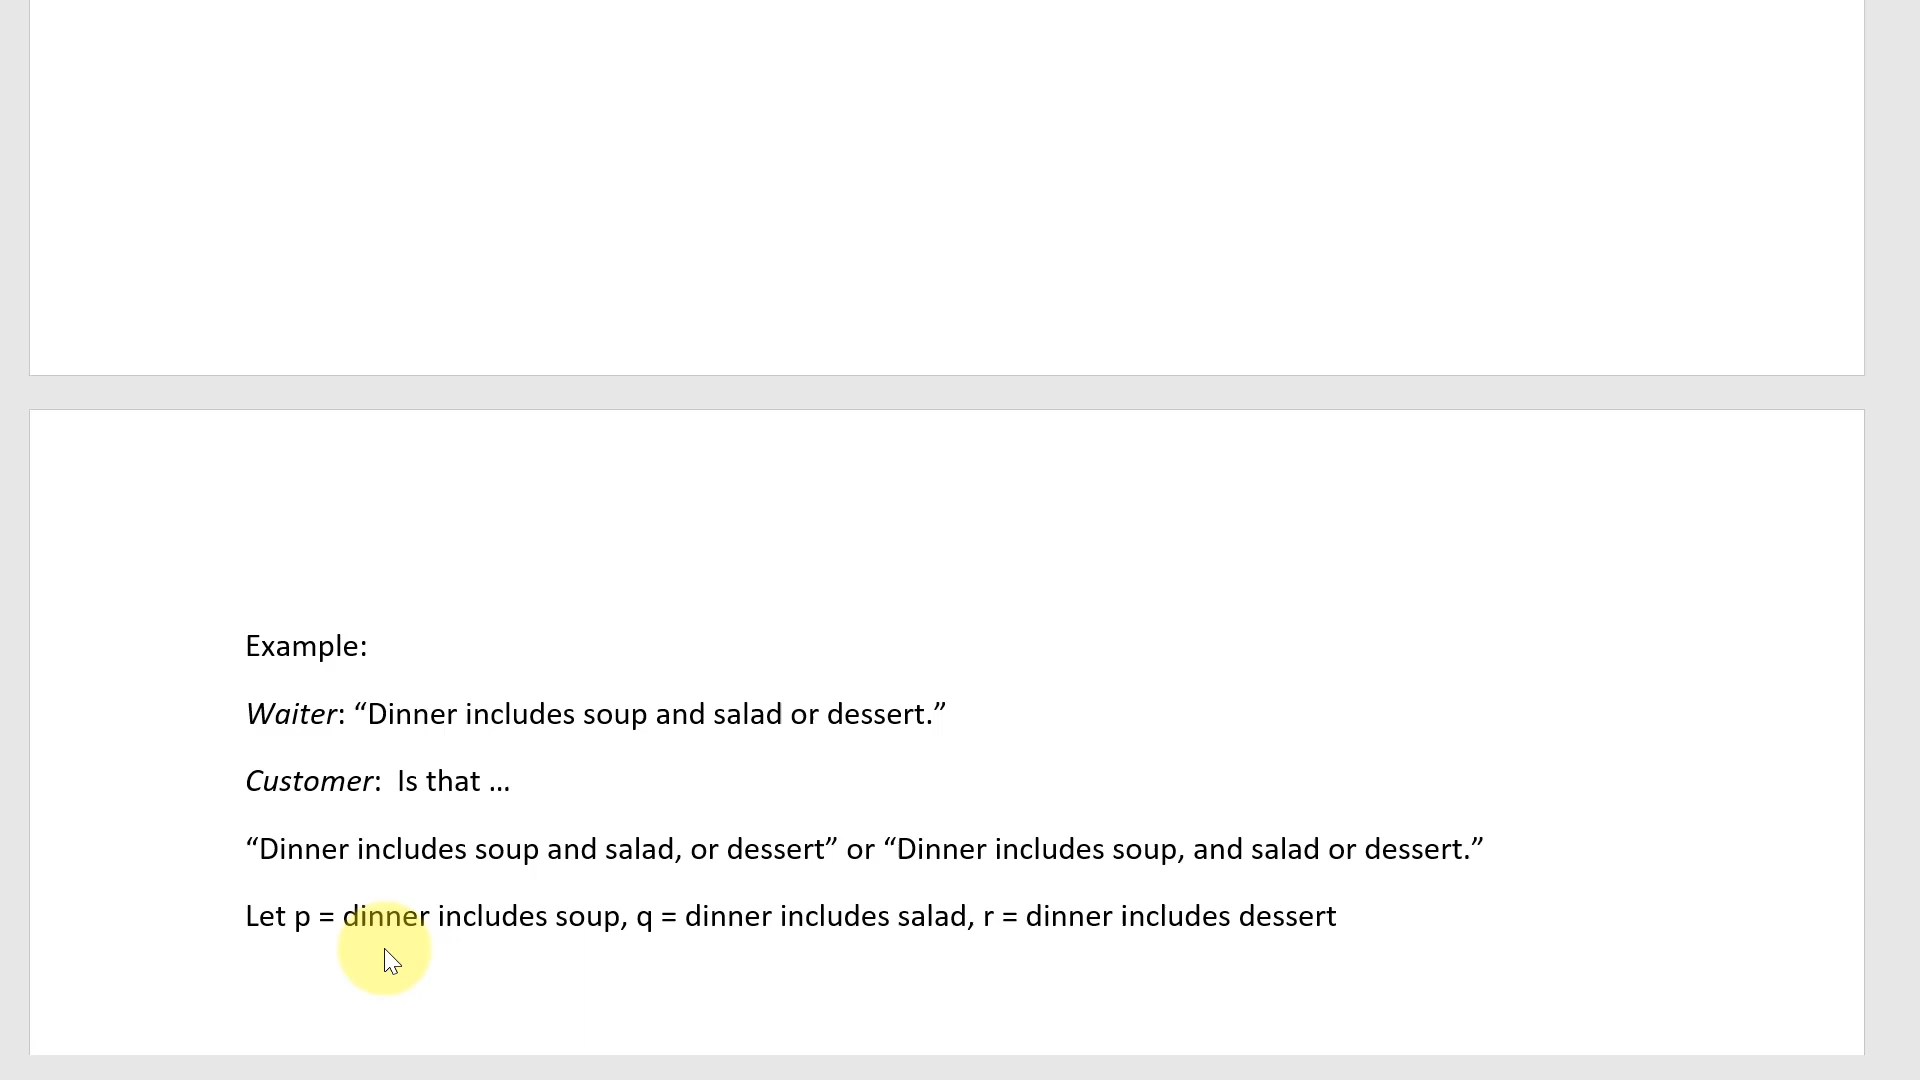 Example:
Waiter: “Dinner includes soup and salad or dessert.”
Customer:  Is that ...
“Dinner includes soup and salad, or dessert” or “Dinner includes soup, and salad or dessert.”
Let p = dinner includes soup, q = dinner includes salad, r = dinner includes dessert